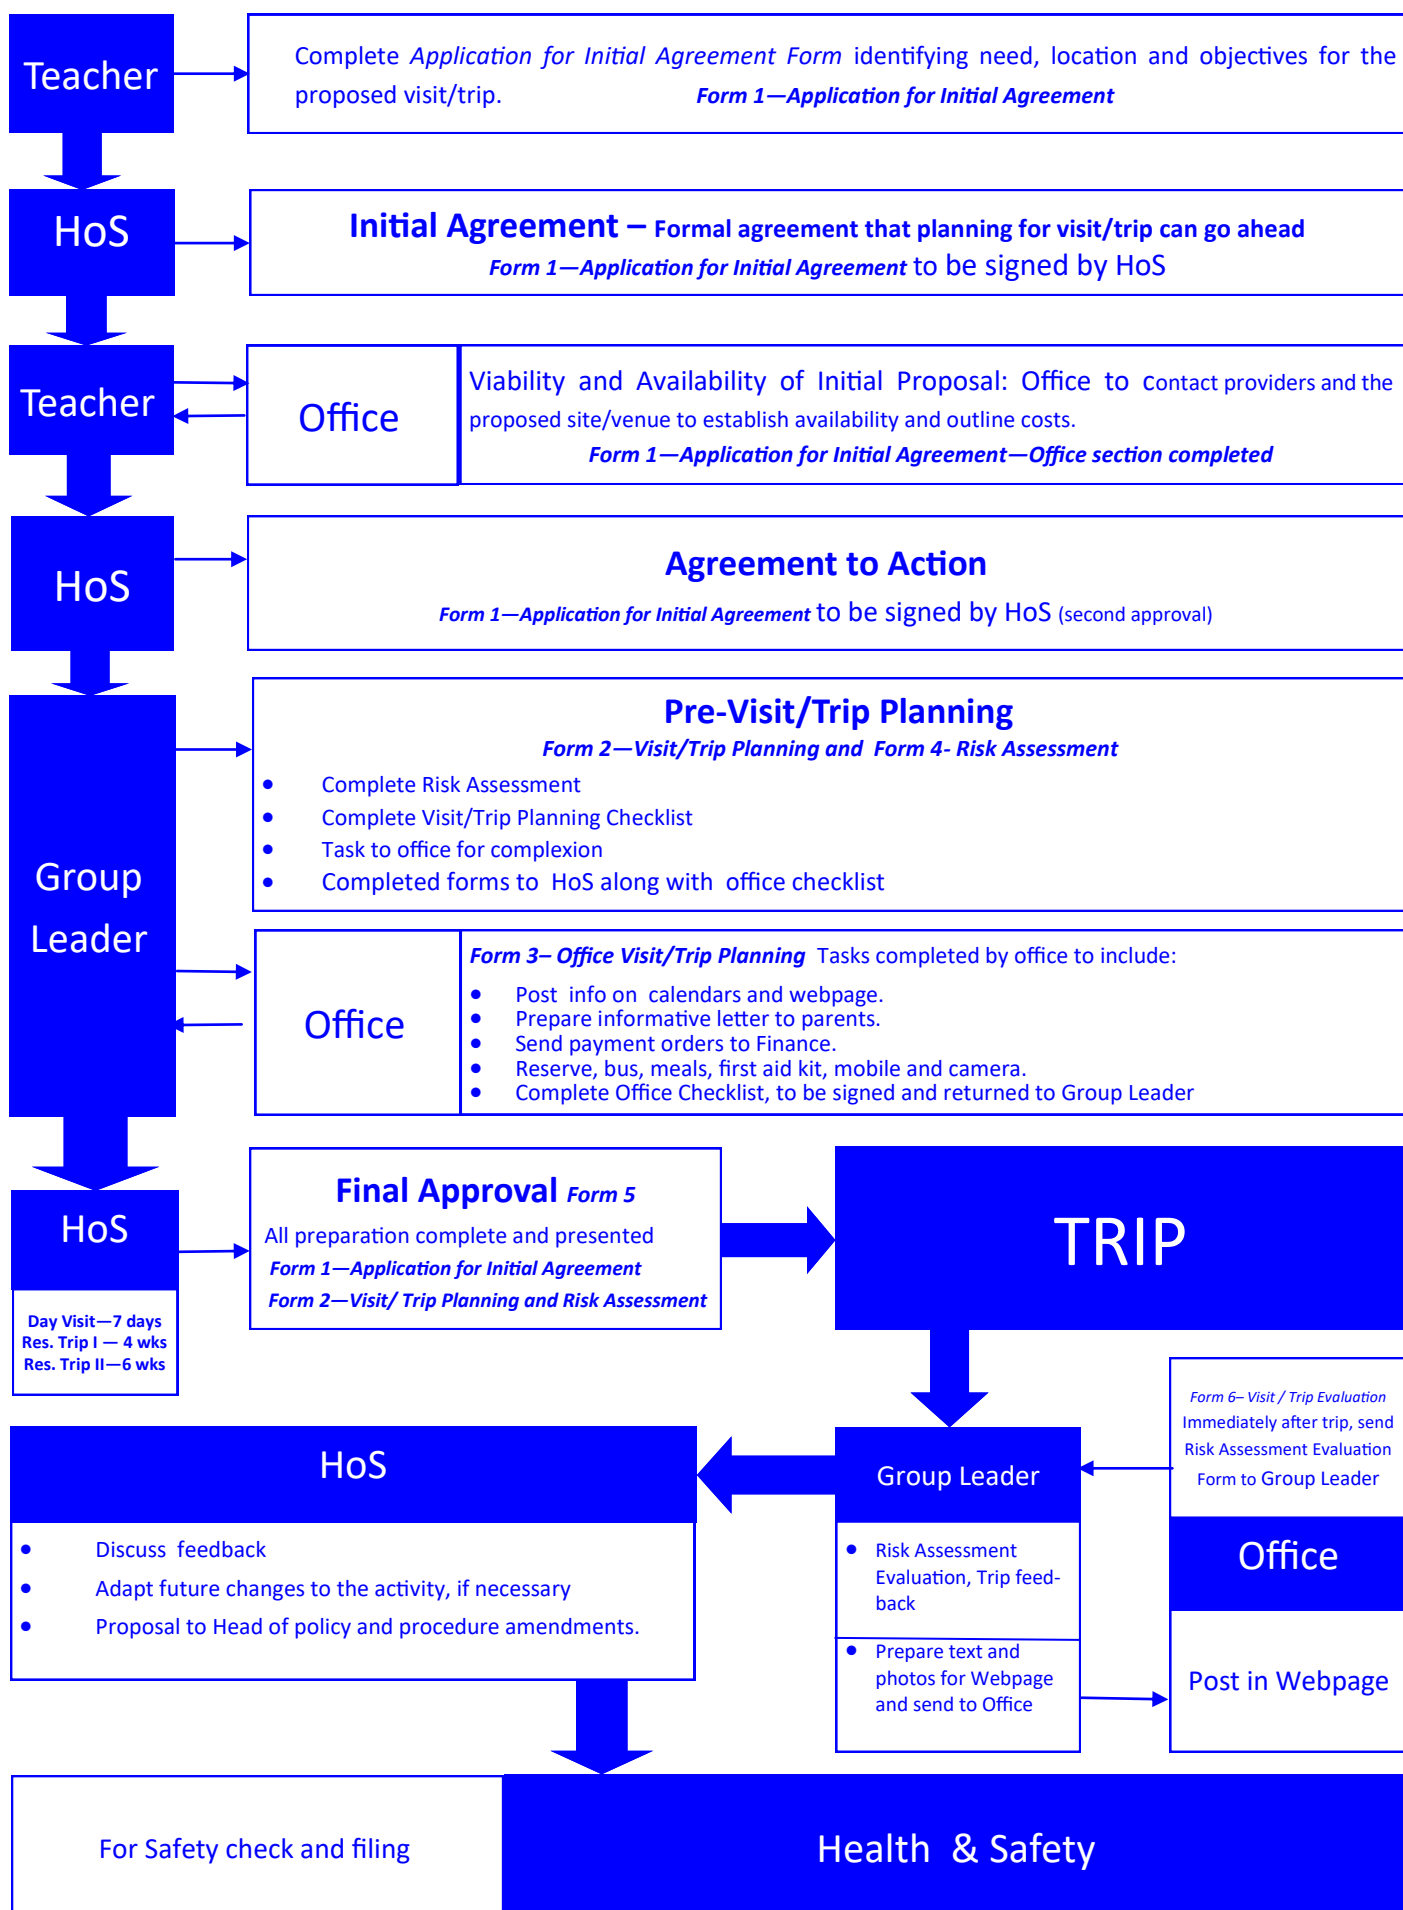 Teacher
Complete Application for Initial Agreement Form identifying need, location and objectives for the
proposed visit/trip. Form 1—Application for Initial Agreement
HoS
Initial Agreement – Formal agreement that planning for visit/trip can go ahead
Form 1—Application for Initial Agreement to be signed by HoS
Teacher
Office
Viability and Availability of Initial Proposal: Office to contact providers and the
proposed site/venue to establish availability and outline costs.
Form 1—Application for Initial Agreement—Office section completed
HoS
Agreement to Action
Form 1—Application for Initial Agreement to be signed by HoS (second approval)
Group
Leader
Pre-Visit/Trip Planning
Form 2—Visit/Trip Planning and Form 4- Risk Assessment
• Complete Risk Assessment
• Complete Visit/Trip Planning Checklist
• Task to office for complexion
• Completed forms to HoS along with office checklist
Office
Form 3– Office Visit/Trip Planning Tasks completed by office to include:
• Post info on calendars and webpage.
• Prepare informative letter to parents.
• Send payment orders to Finance.
• Reserve, bus, meals, first aid kit, mobile and camera.
• Complete Office Checklist, to be signed and returned to Group Leader
HoS
Day Visit—7 days
Res. Trip I — 4 wks
Res. Trip II—6 wks
Final Approval Form 5
All preparation complete and presented
Form 1—Application for Initial Agreement
Form 2—Visit/ Trip Planning and Risk Assessment
TRIP
Form 6– Visit / Trip Evaluation
Immediately after trip, send
Risk Assessment Evaluation
Form to Group Leader
Office
Post in Webpage
Group Leader
• Risk Assessment
Evaluation, Trip feed-
back
• Prepare text and
photos for Webpage
and send to Office
HoS
• Discuss feedback
• Adapt future changes to the activity, if necessary
• Proposal to Head of policy and procedure amendments.
For Safety check and filing
Health & Safety